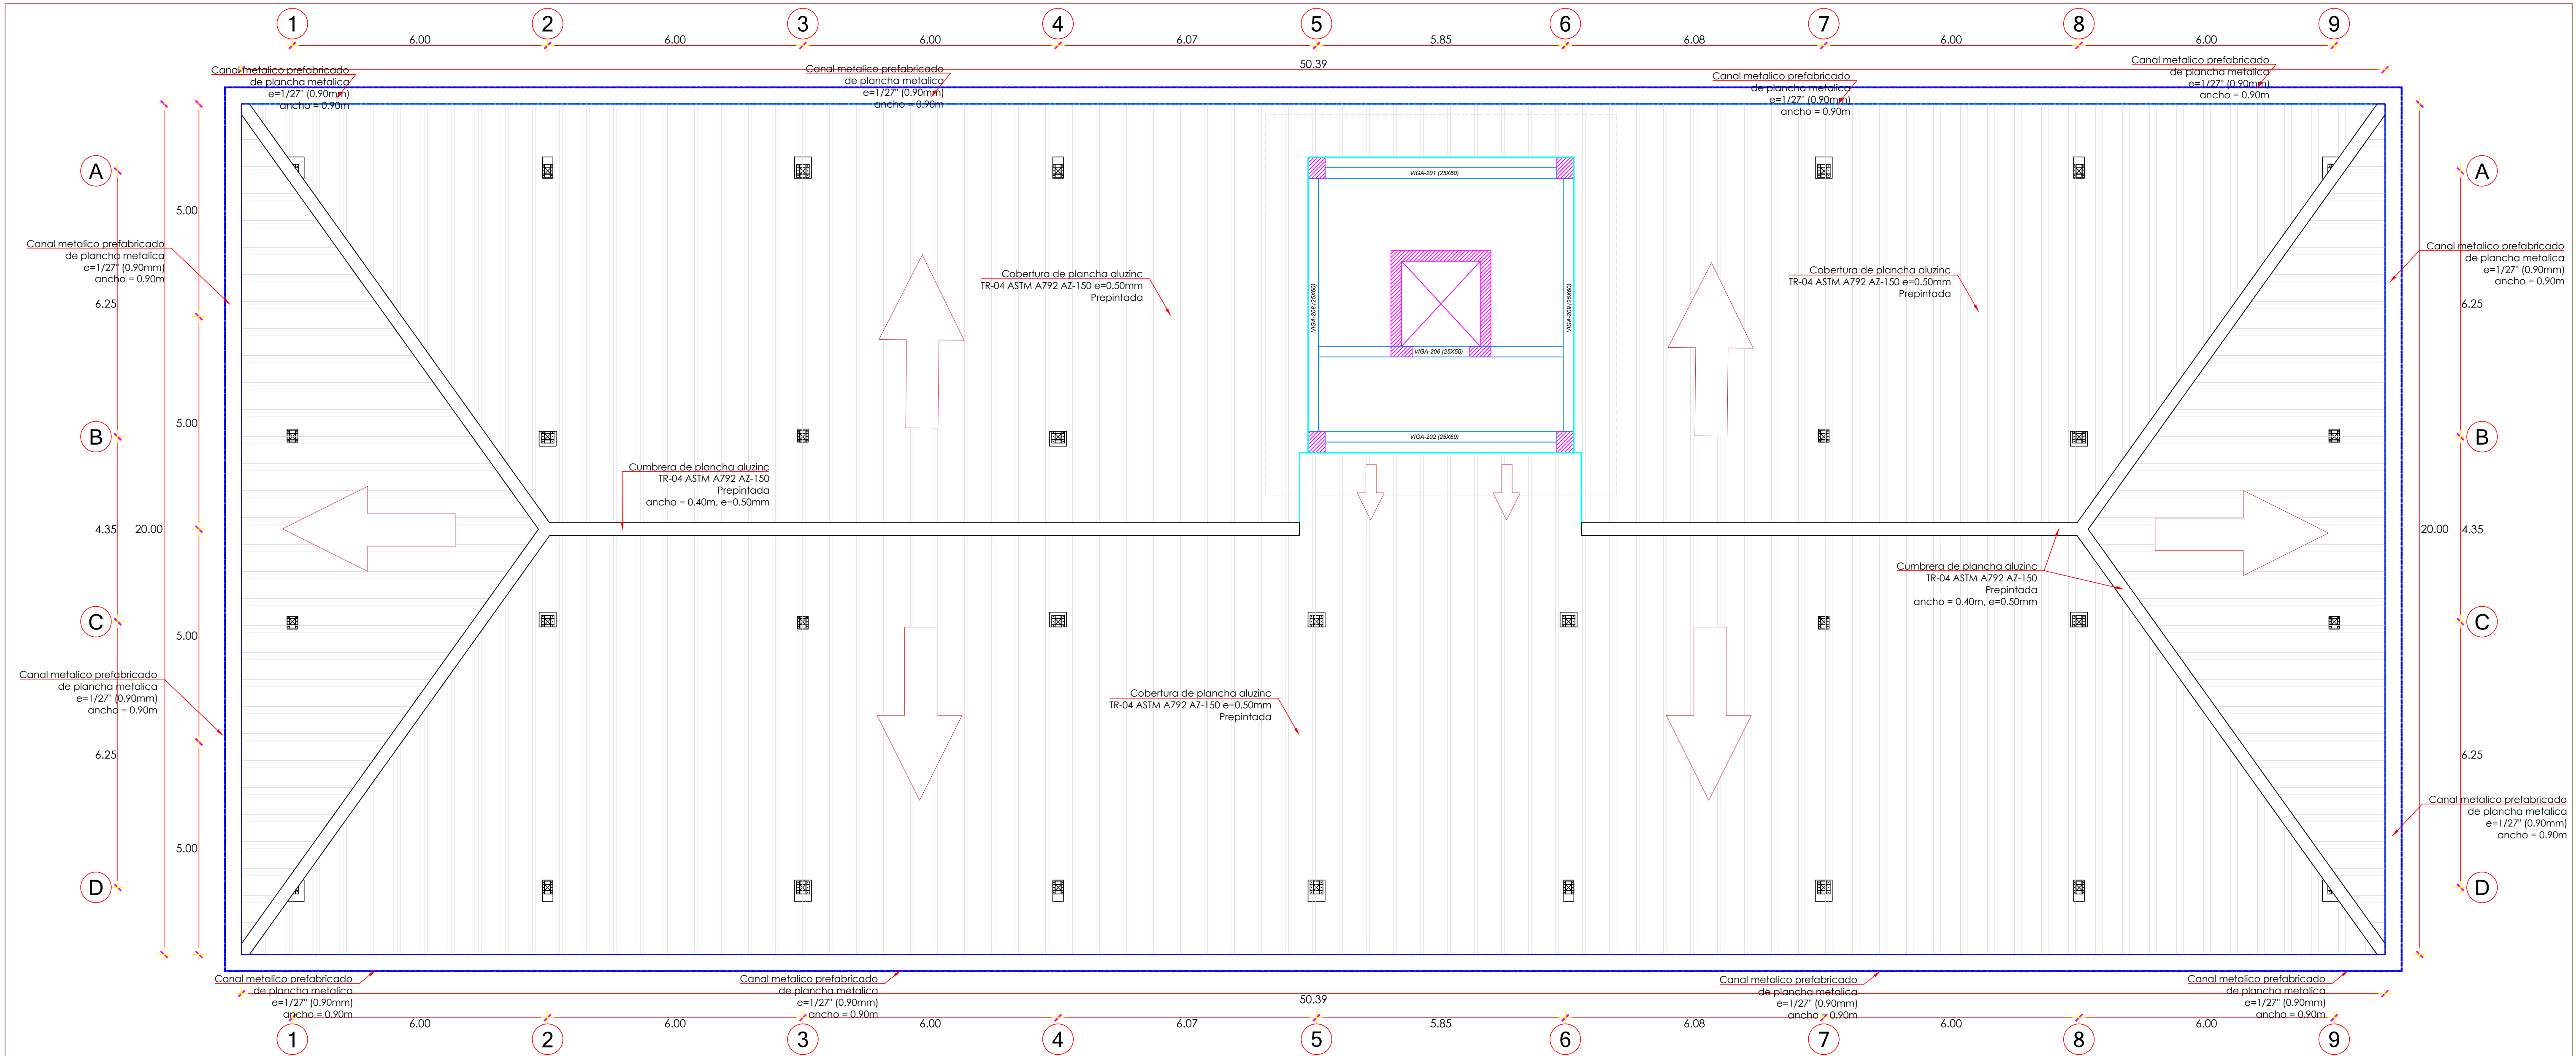 1 2 3 4 5 6 7 8 9
6.00 6.00 6.00 6.07 5.85 6.08 6.00 6.00
50.39
Canal metalico prefabricado
de plancha metalica
e=1/27" (0.90mm)
ancho = 0.90m
Canal metalico prefabricado
de plancha metalica
e=1/27" (0.90mm)
ancho = 0.90m
Canal metalico prefabricado
de plancha metalica
e=1/27" (0.90mm)
ancho = 0.90m
Canal metalico prefabricado
de plancha metalica
e=1/27" (0.90mm)
ancho = 0.90m
A
A
5.00
VIGA-201 (25X60)
Canal metalico prefabricado
de plancha metalica
e=1/27" (0.90mm)
ancho = 0.90m
6.25
Cobertura de plancha aluzinc
TR-04 ASTM A792 AZ-150 e=0.50mm
Prepintada
VIGA-208 (25X60)
VIGA-209 (25X60)
VIGA-206 (25X50)
Cobertura de plancha aluzinc
TR-04 ASTM A792 AZ-150 e=0.50mm
Prepintada
Canal metalico prefabricado
de plancha metalica
e=1/27" (0.90mm)
ancho = 0.90m
6.25
5.00
B
VIGA-202 (25X60)
B
Cumbrera de plancha aluzinc
TR-04 ASTM A792 AZ-150
Prepintada
ancho = 0.40m, e=0.50mm
4.35 20.00
20.00 4.35
Cumbrera de plancha aluzinc
TR-04 ASTM A792 AZ-150
Prepintada
ancho = 0.40m, e=0.50mm
C
C
5.00
Canal metalico prefabricado
de plancha metalica
e=1/27" (0.90mm)
ancho = 0.90m
Cobertura de plancha aluzinc
TR-04 ASTM A792 AZ-150 e=0.50mm
Prepintada
6.25
6.25
Canal metalico prefabricado
de plancha metalica
e=1/27" (0.90mm)
ancho = 0.90m
5.00
D
D
Canal metalico prefabricado
de plancha metalica
e=1/27" (0.90mm)
ancho = 0.90m
Canal metalico prefabricado
de plancha metalica
e=1/27" (0.90mm)
ancho = 0.90m
Canal metalico prefabricado
de plancha metalica
e=1/27" (0.90mm)
ancho = 0.90m
Canal metalico prefabricado
de plancha metalica
e=1/27" (0.90mm)
ancho = 0.90m
50.39
6.00 6.00 6.00 6.07 5.85 6.08 6.00 6.00
1 2 3 4 5 6 7 8 9